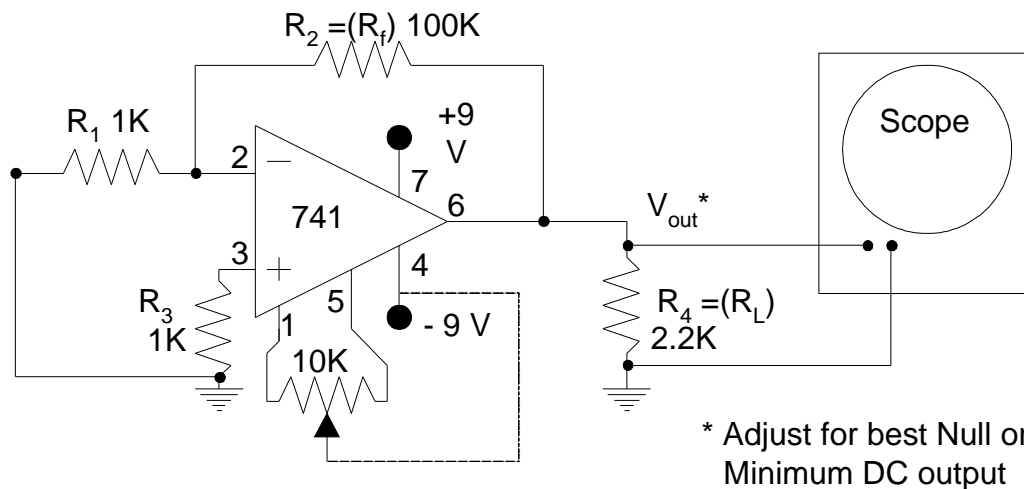 R2 =(Rf) 100K
R1 1K
+9
V
Scope
2
7
6
741
Vout*
3
4
5
R3
1K
1
- 9 V
R4 =(RL)
2.2K
10K
* Adjust for best Null or
Minimum DC output